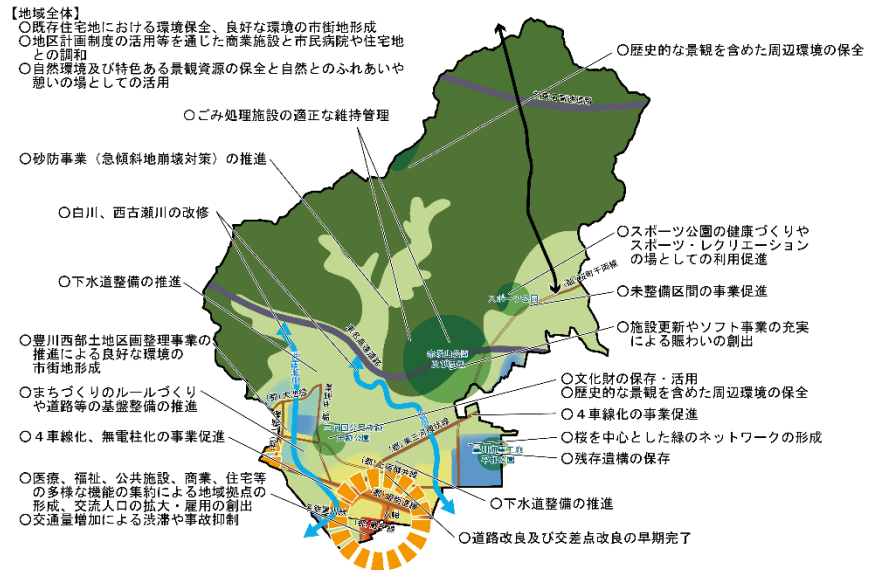 【地域全体】
○既存住宅地における環境保全、良好な環境の市街地形成
○地区計画制度の活用等を通じた商業施設と市民病院や住宅地
との調和
○自然環境及び特色ある景観資源の保全と自然とのふれあいや
憩いの場としての活用
○歴史的な景観を含めた周辺環境の保全
○ごみ処理施設の適正な維持管理
○砂防事業（急傾斜地崩壊対策）の推進
○白川、西古瀬川の改修
○スポーツ公園の健康づくりや
スポーツ・レクリエーション
の場としての利用促進
スポーツ公園
○下水道整備の推進
○未整備区間の事業促進
○豊川西部土地区画整理事業の
推進による良好な環境の
市街地形成
東名高速道路
○施設更新やソフト事業の充実
による賑わいの創出
○まちづくりのルールづくり
や道路等の基盤整備の推進
○文化財の保存・活用
○歴史的な景観を含めた周辺環境の保全
○４車線化の事業促進
○４車線化、無電柱化の事業促進
○桜を中心とした緑のネットワークの形成
○残存遺構の保存
○医療、福祉、公共施設、商業、住宅等
の多様な機能の集約による地域拠点の
形成、交流人口の拡大・雇用の創出
○交通量増加による渋滞や事故抑制
○下水道整備の推進
○道路改良及び交差点改良の早期完了